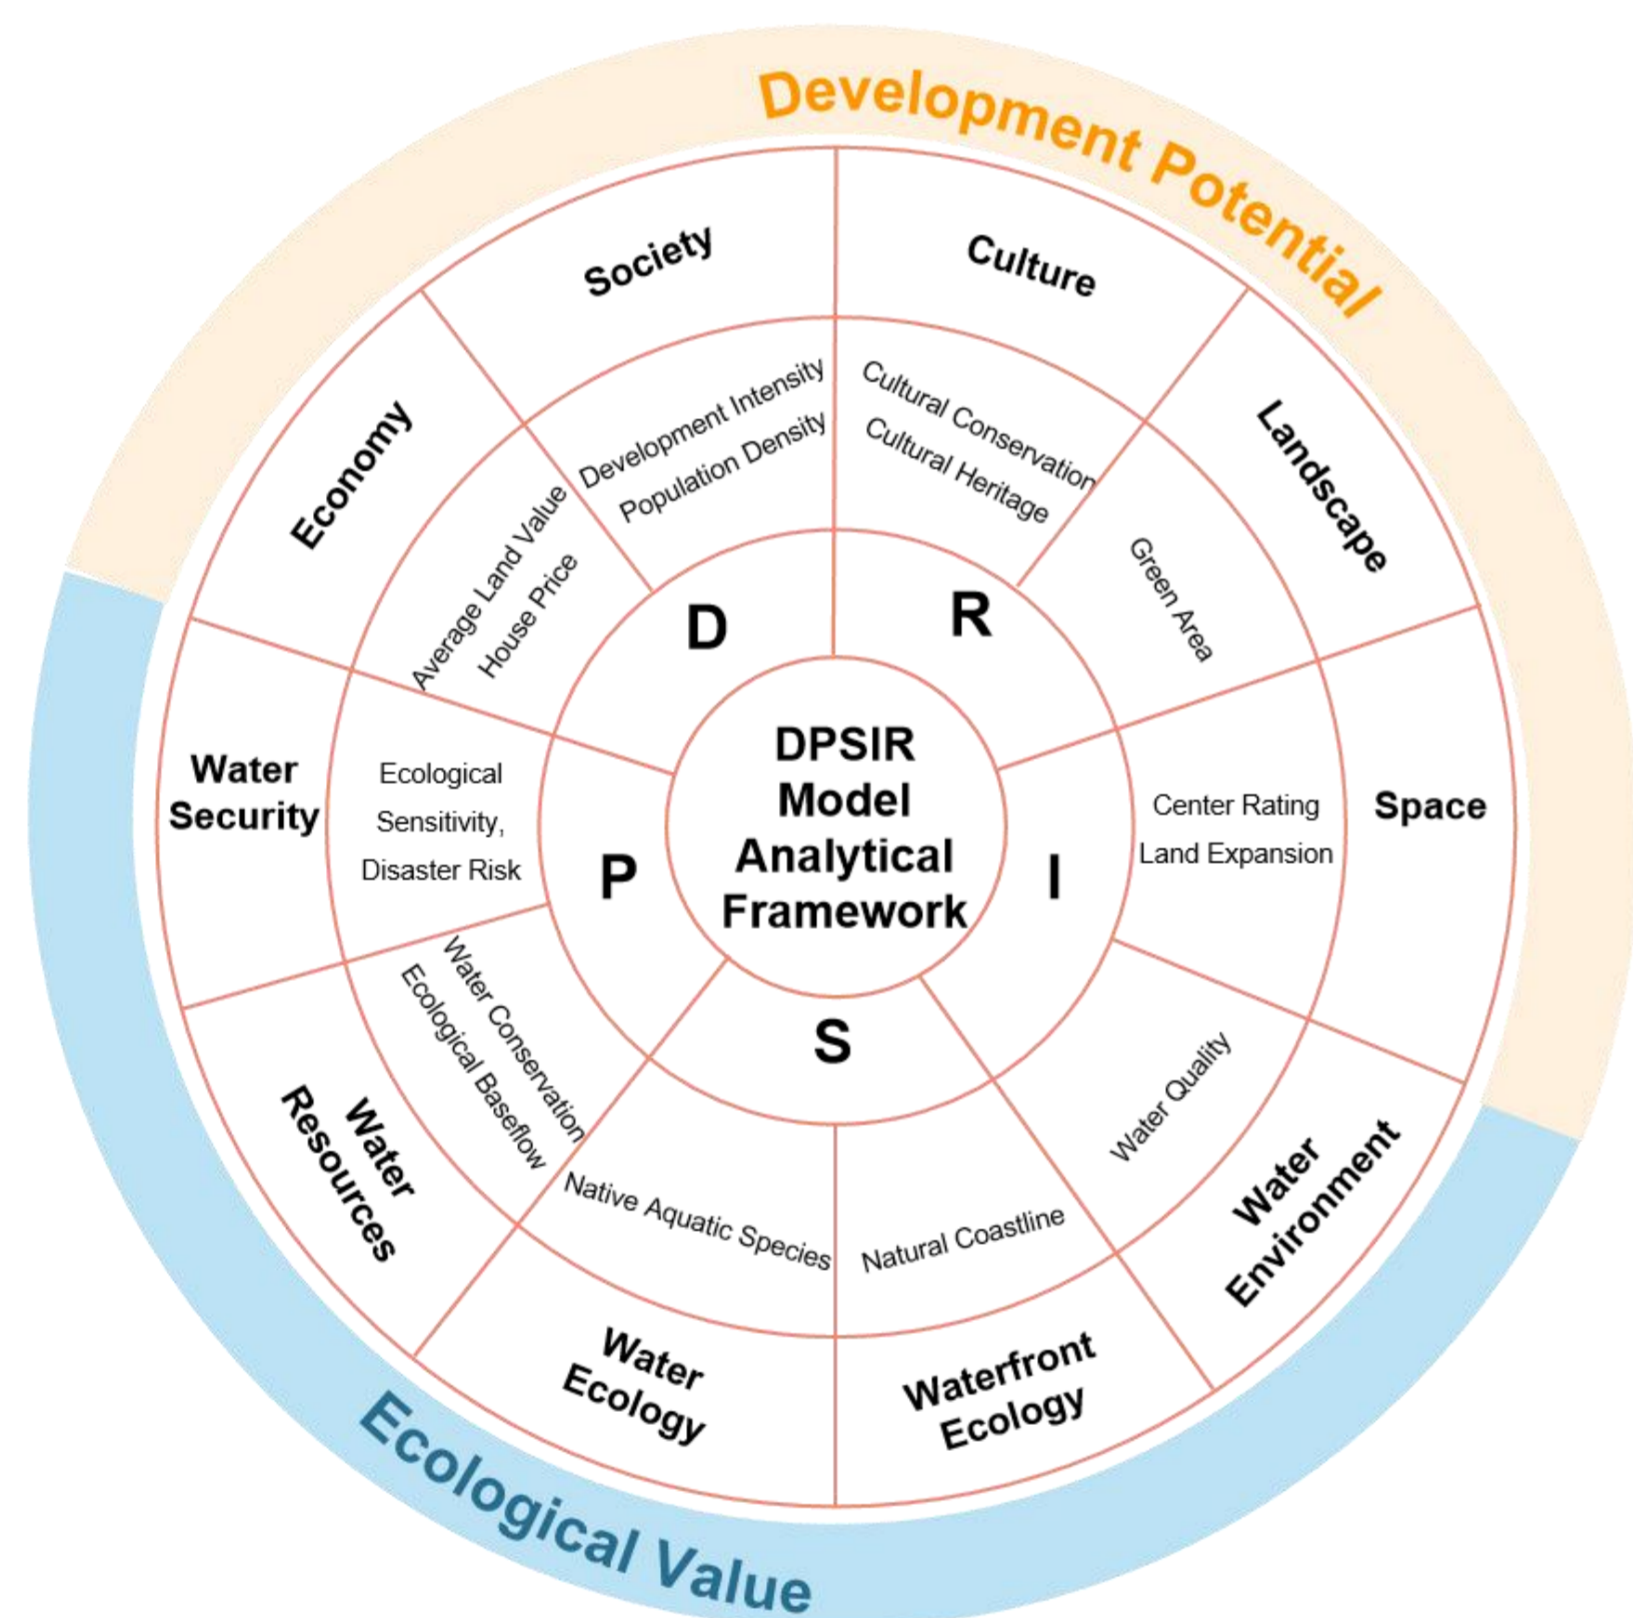 Development Potential
Society
Culture
Landscape
Space
Water
Environment
Waterfront
Ecology
Water
Ecology
Water
Resources
Water
Security
Economy
Development Intensity
Population Density
Cultural Conservation
Cultural Heritage
Green Area
Center Rating
Land Expansion
Water Quality
Natural Coastline
Native Aquatic Species
Water Conservation
Ecological Baseflow
Ecological
Sensitivity,
Disaster Risk
Average Land Value
House Price
D
R
I
S
P
DPSIR
Model
Analytical
Framework
Ecological Value